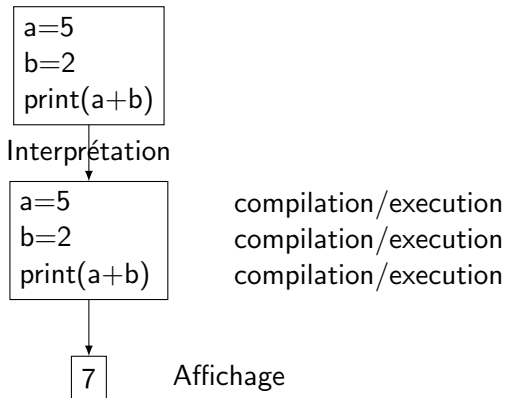 a=5
b=2
print(a+b)
Interprétation
a=5 compilation/execution
b=2 compilation/execution
print(a+b) compilation/execution
7 Affichage